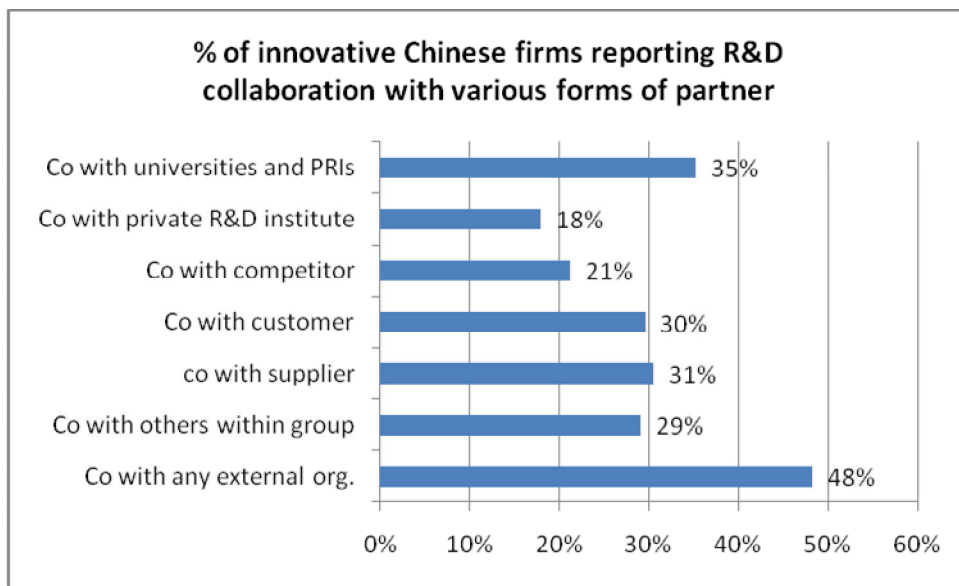 % of innovative Chinese firms reporting R&D
collaboration with various forms of partner
Co with universities and PRIs
35%
Co with private R&D institute
18%
Co with competitor
21%
Co with customer
30%
co with supplier
31%
Co with others within group
29%
Co with any external org.
48%
0% 10% 20% 30% 40% 50% 60%